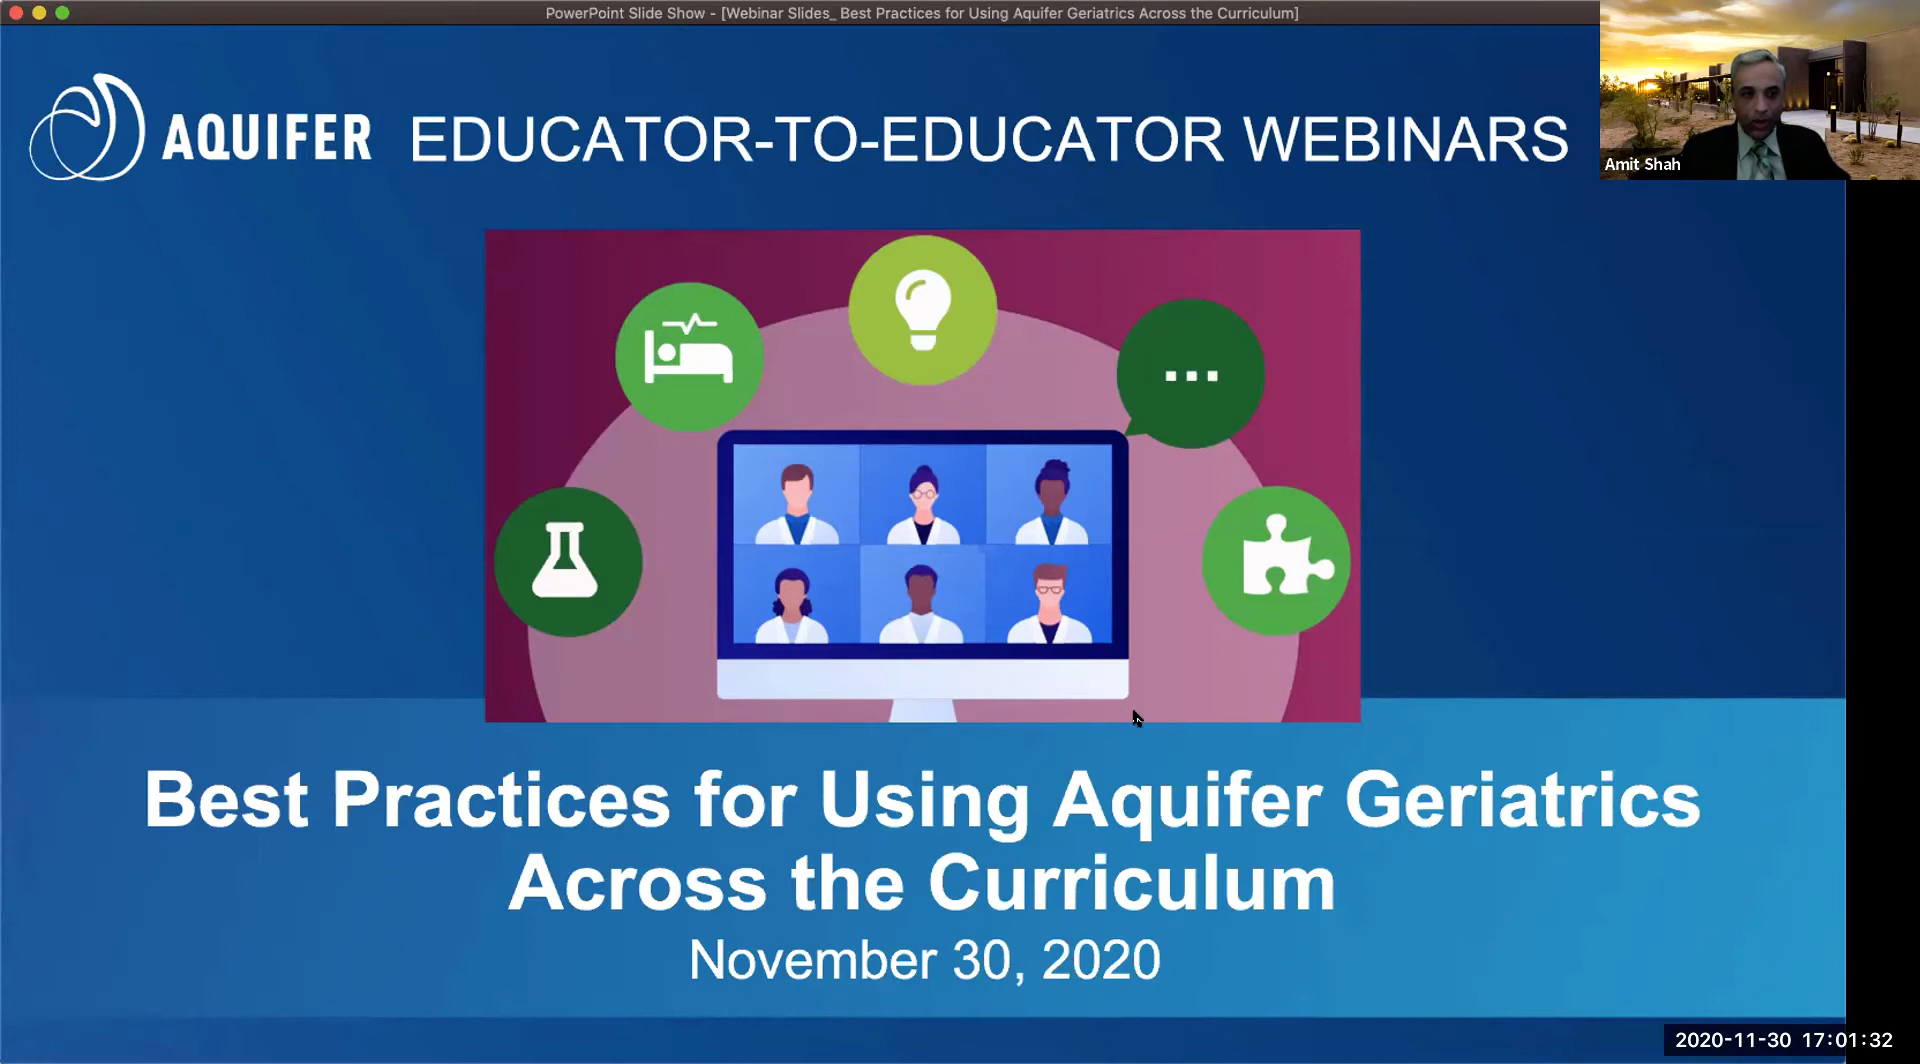 PowerPoint Slide Show - [Webinar Slides_ Best Practices for Using Aquifer Geriatrics Across the Curriculum]
AQUIFER EDUCATOR-TO-EDUCATOR WEBINARS
Amit Shah
...
Best Practices for Using Aquifer Geriatrics
Across the Curriculum
November 30, 2020
2020-11-30 17:01:32